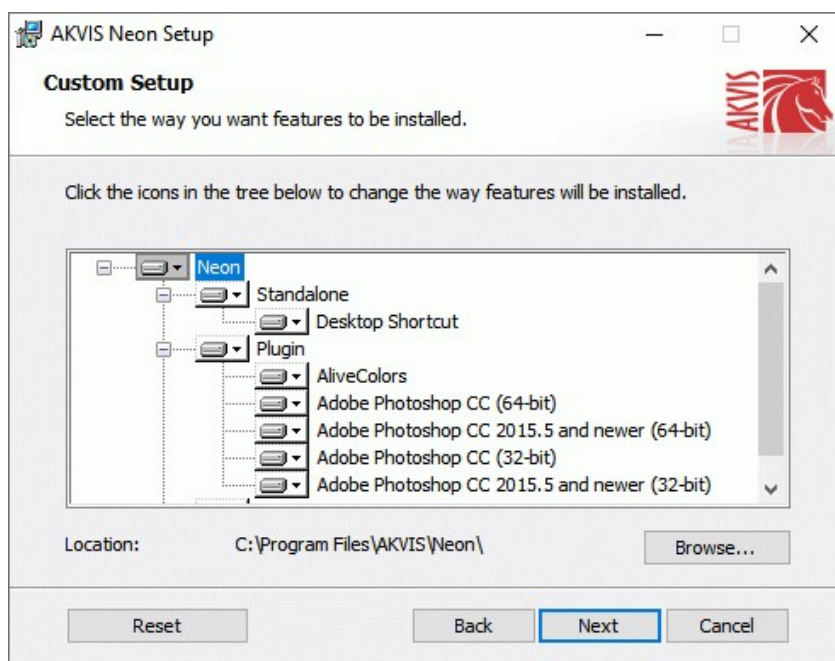 AKVIS Neon Setup
Custom Setup
Select the way you want features to be installed.
AKVIS
Click the icons in the tree below to change the way features will be installed.
Neon
Standalone
Desktop Shortcut
Plugin
AliveColors
Adobe Photoshop CC (64-bit)
Adobe Photoshop CC 2015.5 and newer (64-bit)
Adobe Photoshop CC (32-bit)
Adobe Photoshop CC 2015.5 and newer (32-bit)
Location: C:\Program Files\AKVIS\Neon\ Browse...
Reset Back Next Cancel